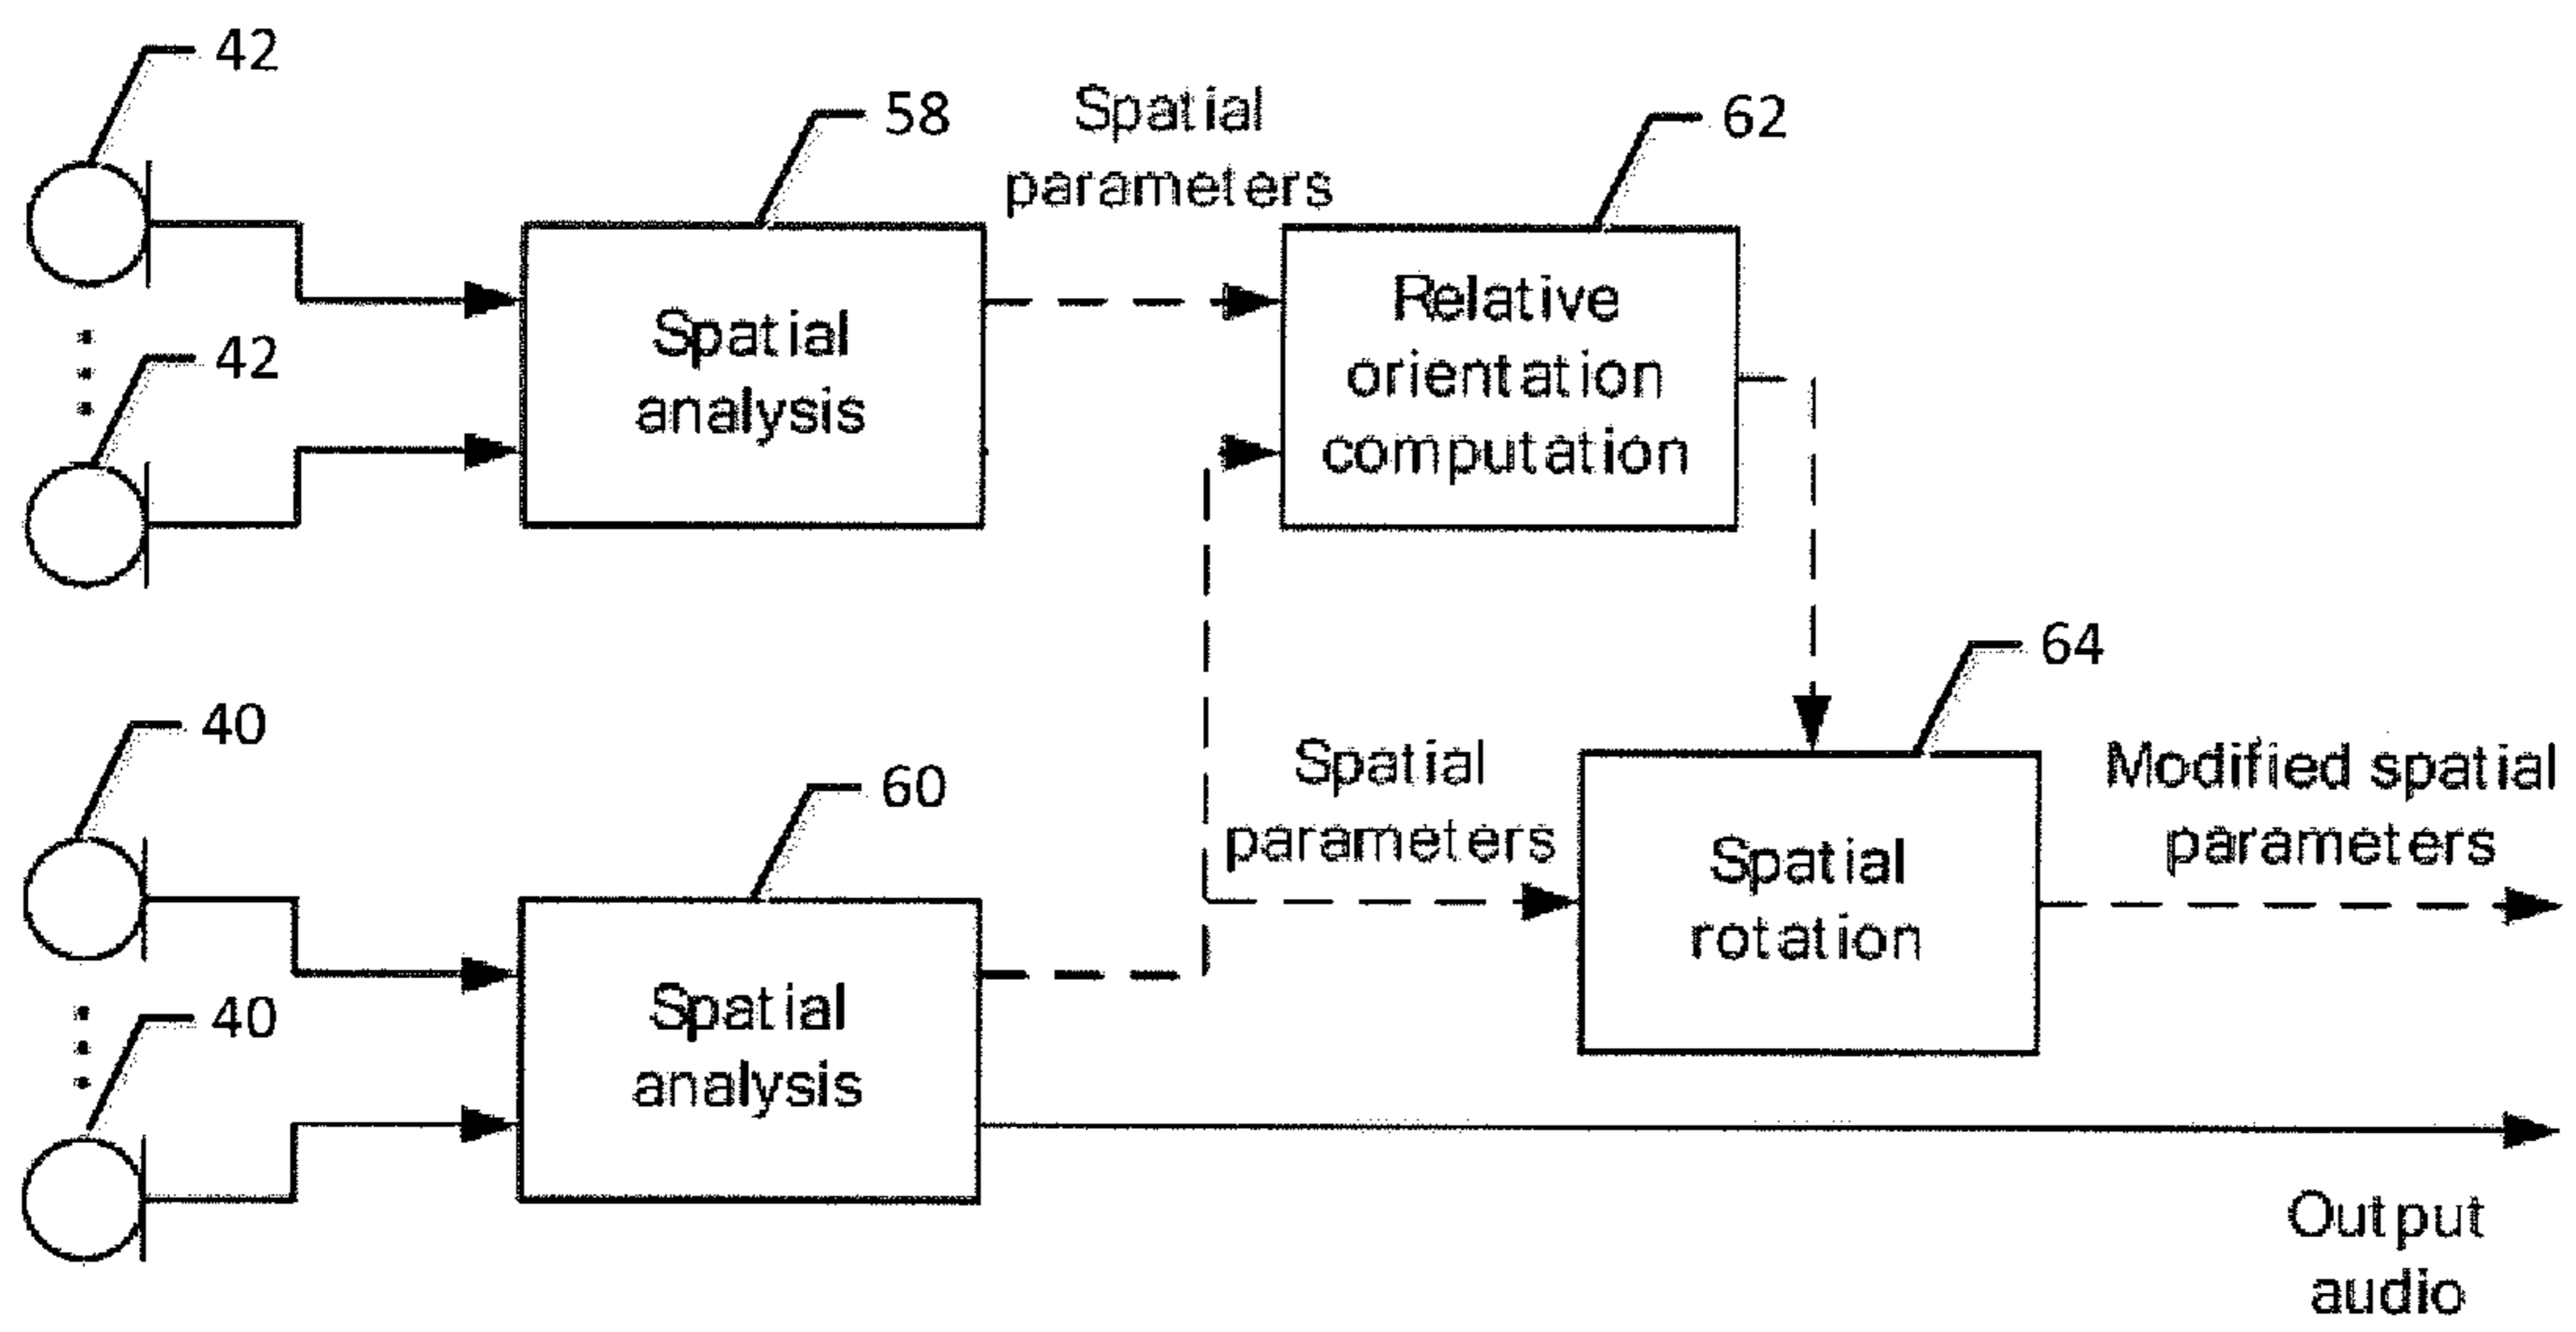 42
58
Spatial
parameters
62
42
Spatial
analysis
Relative
orientation
computation
40
60
Spatial
parameters
64
Modified spatial
parameters
40
Spatial
analysis
Spatial
rotation
Output
audio